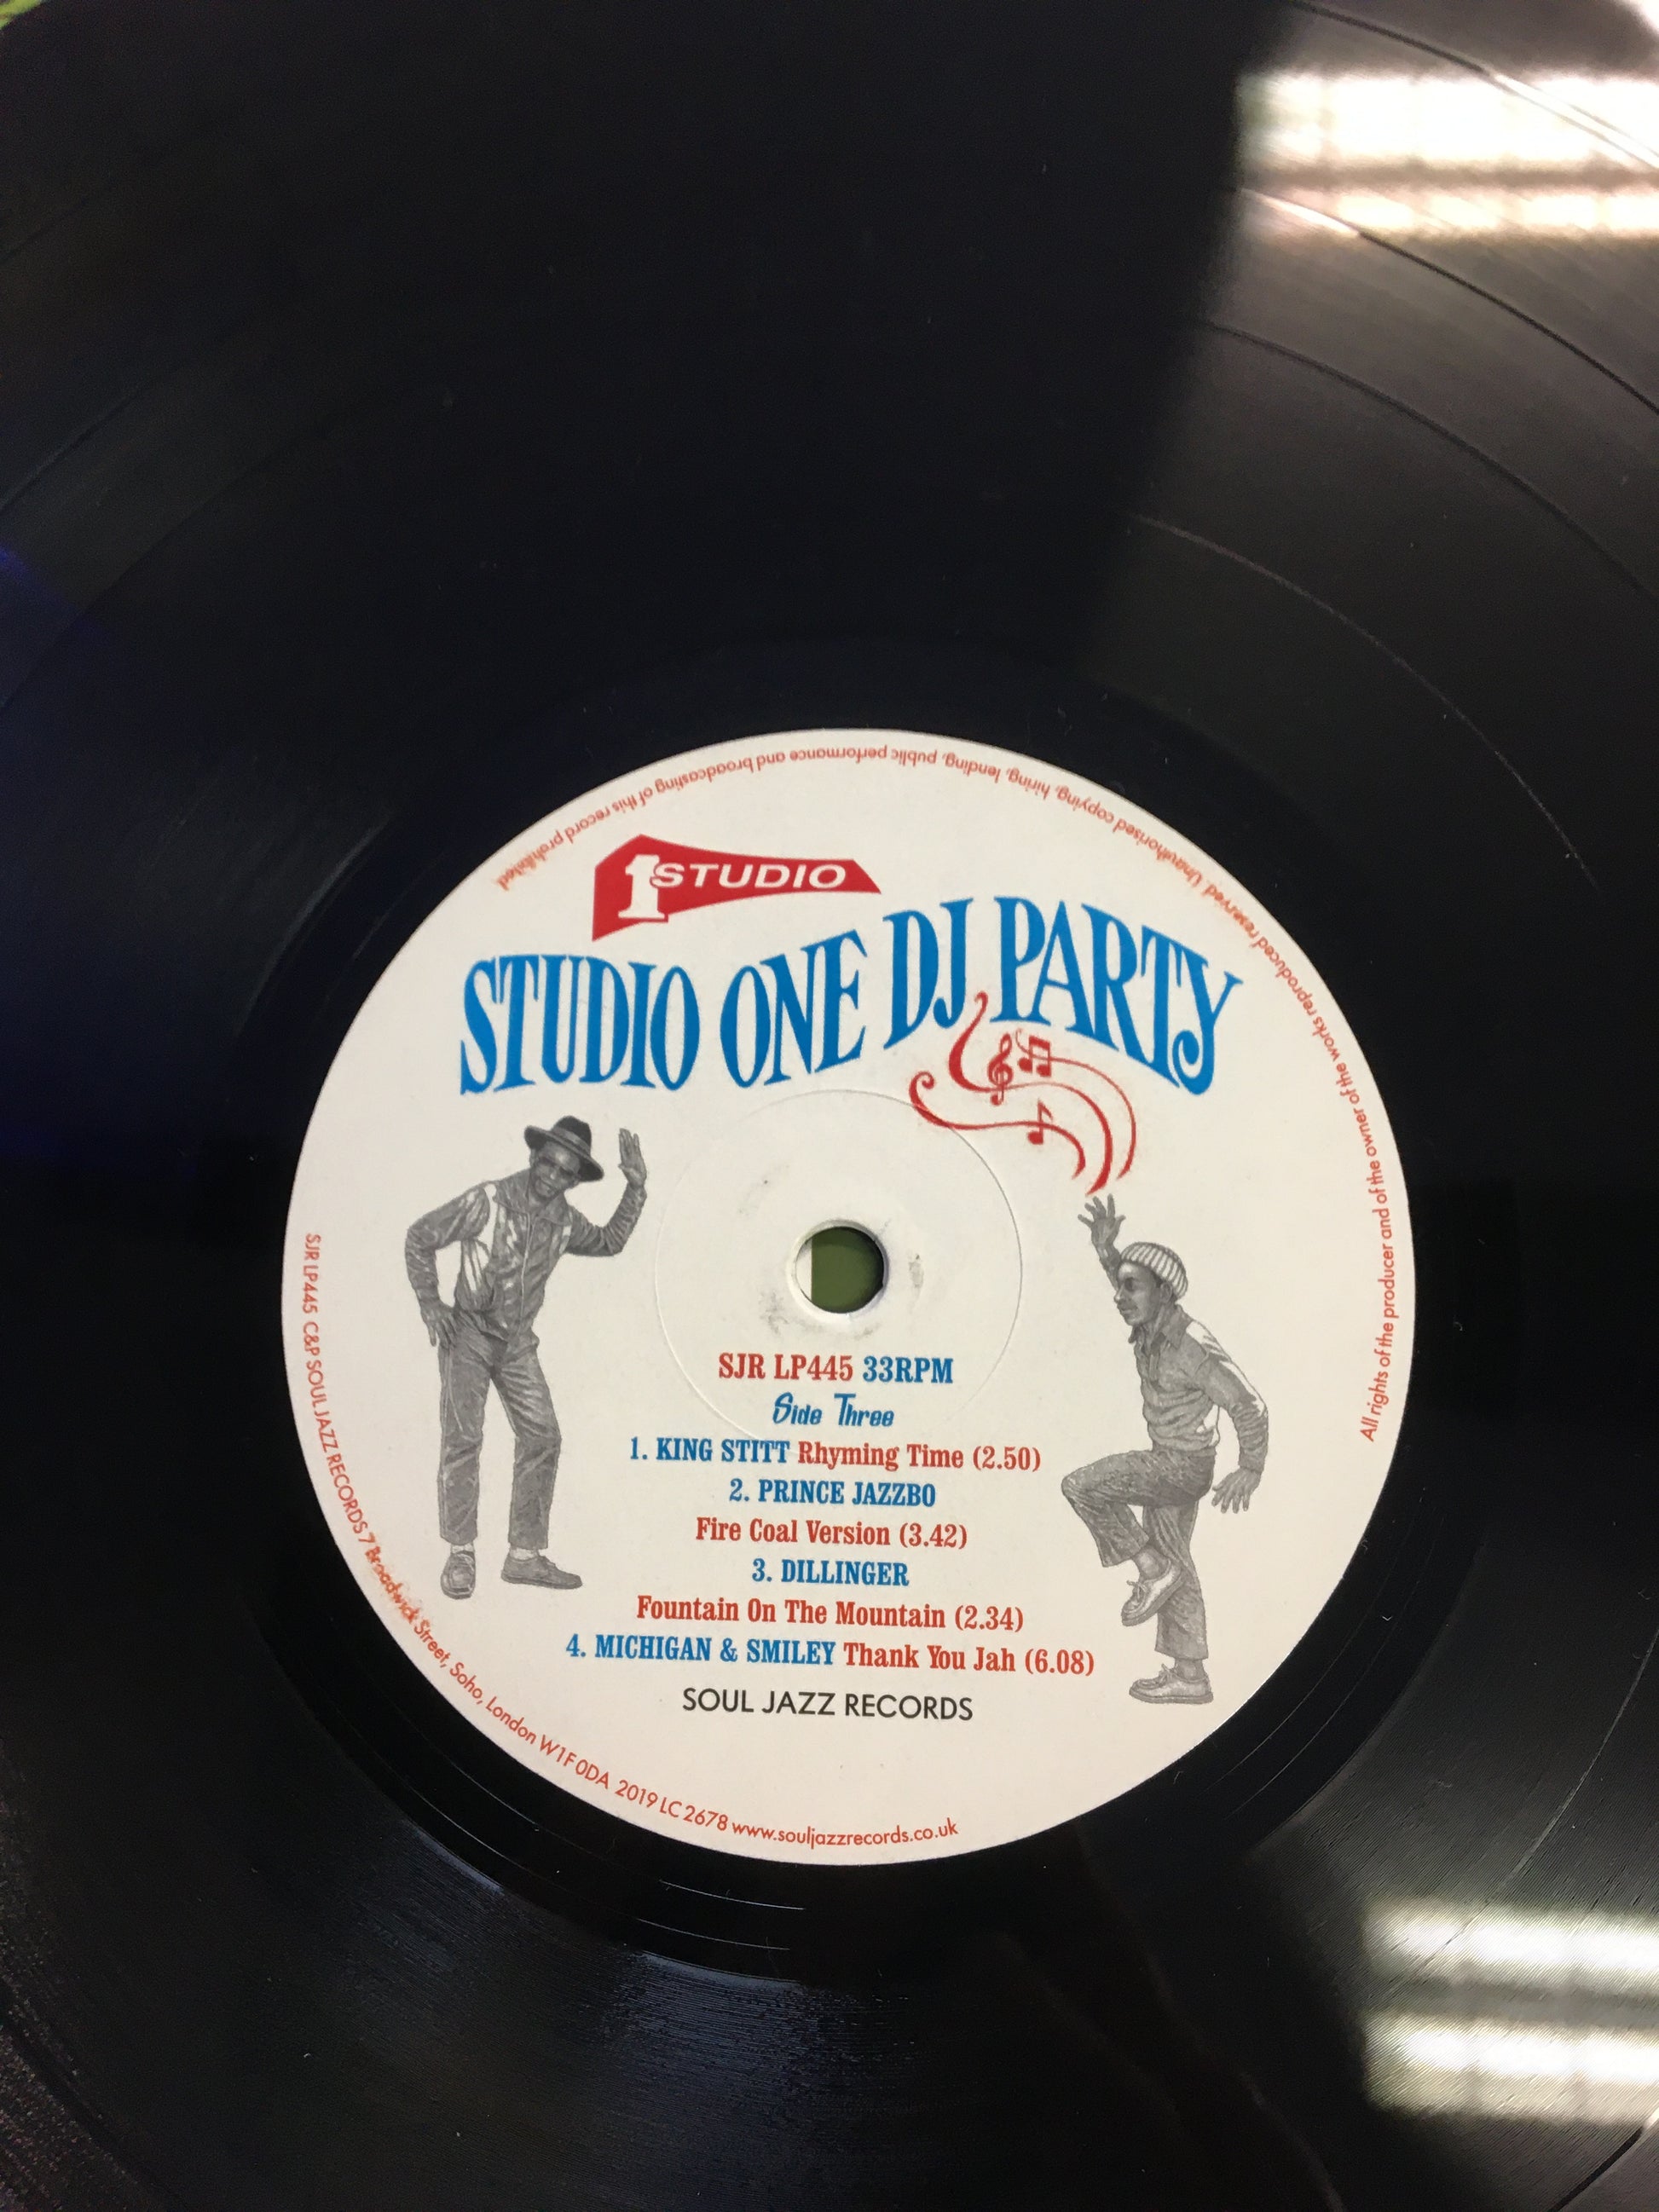 1 STUDIO
STUDIO ONE DJ PARTY
SJR LP445 33RPM
Side Three
1. KING STITT Rhyming Time (2.50)
2. PRINCE JAZZBO
Fire Coal Version (3.42)
3. DILLINGER
Fountain On The Mountain (2.34)
4. MICHIGAN & SMILEY Thank You Jah (6.08)
SOUL JAZZ RECORDS
SJR LP445 C&P SOUL JAZZ RECORDS 7 Broadwick Street, Soho, London W1F 0DA 2019 LC 2678 www.souljazzrecords.co.uk
All rights of the producer and of the owner of the works reproduced reserved. Unauthorised copying, hiring, lending, public performance and broadcasting of this record prohibited.